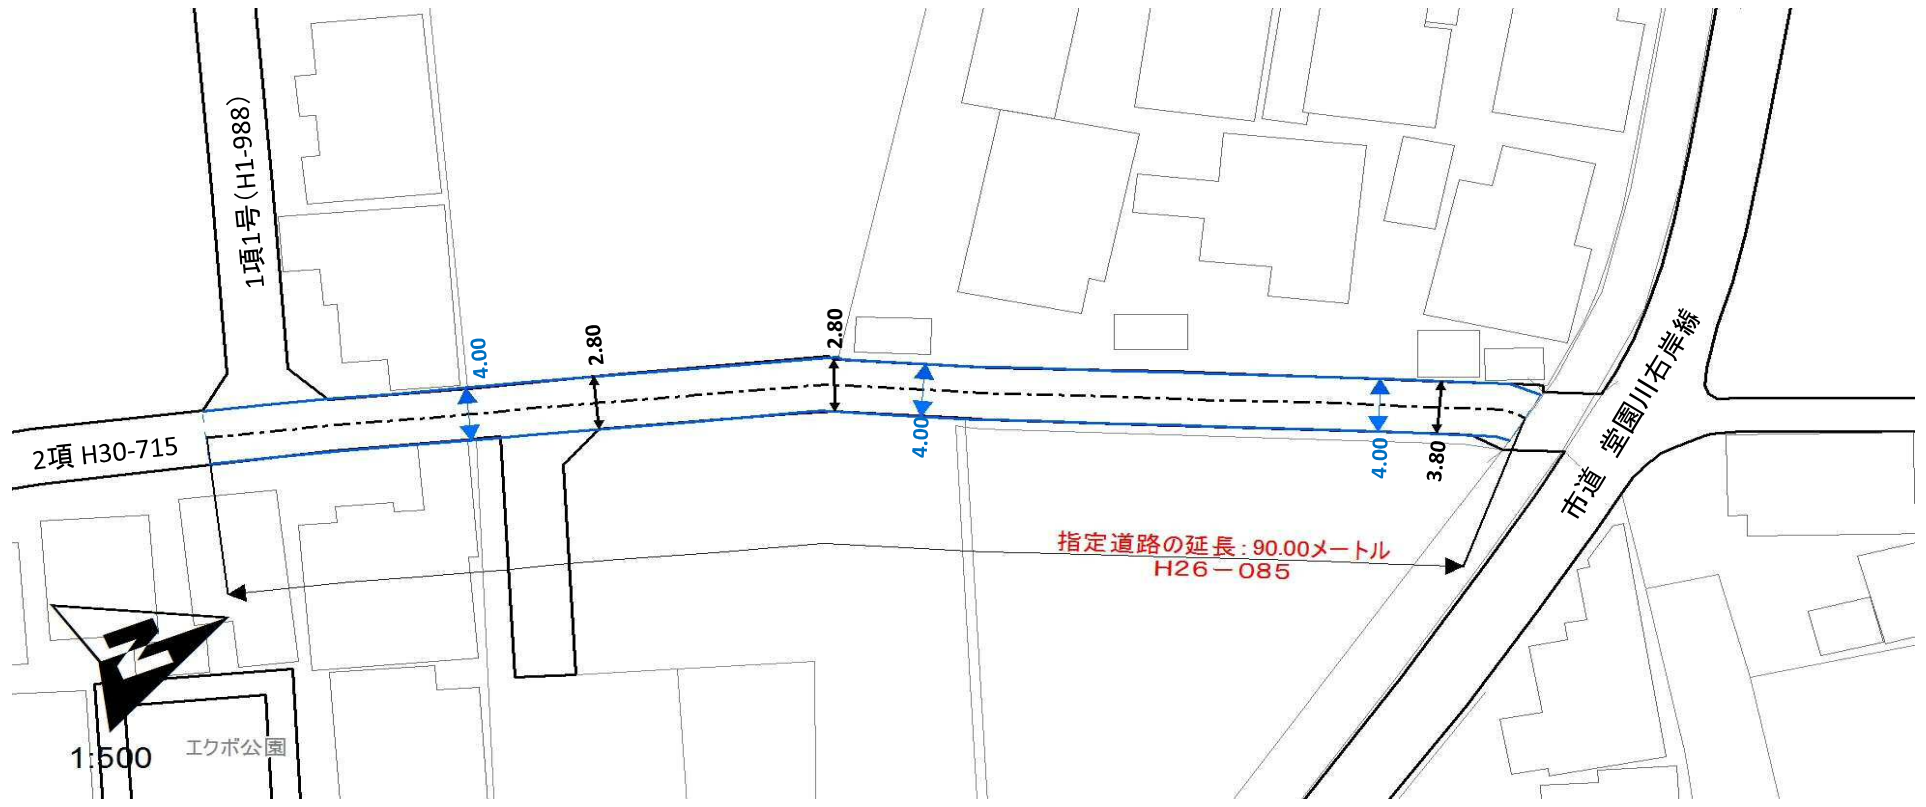 1項1号(H1-988)
2項 H30-715
4.00
2.80
2.80
4.00
4.00
3.80
市道 堂園川右岸線
指定道路の延長:90.00メートル
H26-085
N
1:500
エクボ公園